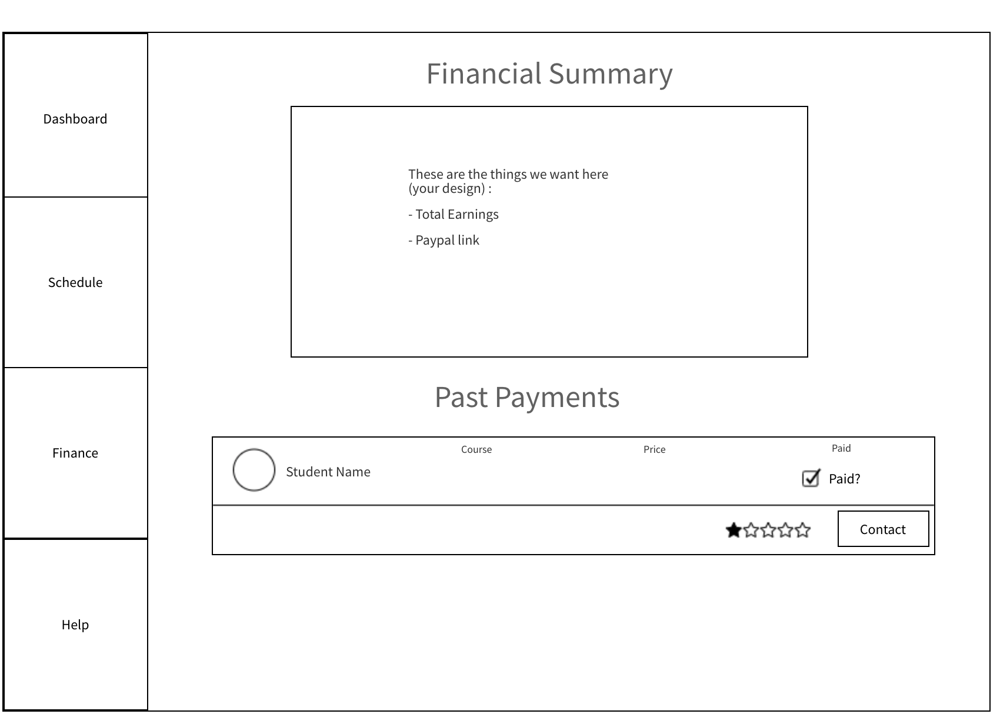 Dashboard
Schedule
Finance
Help
Financial Summary
These are the things we want here
(your design) :
- Total Earnings
- Paypal link
Past Payments
Student Name
Course
Price
Paid
Paid?
Contact